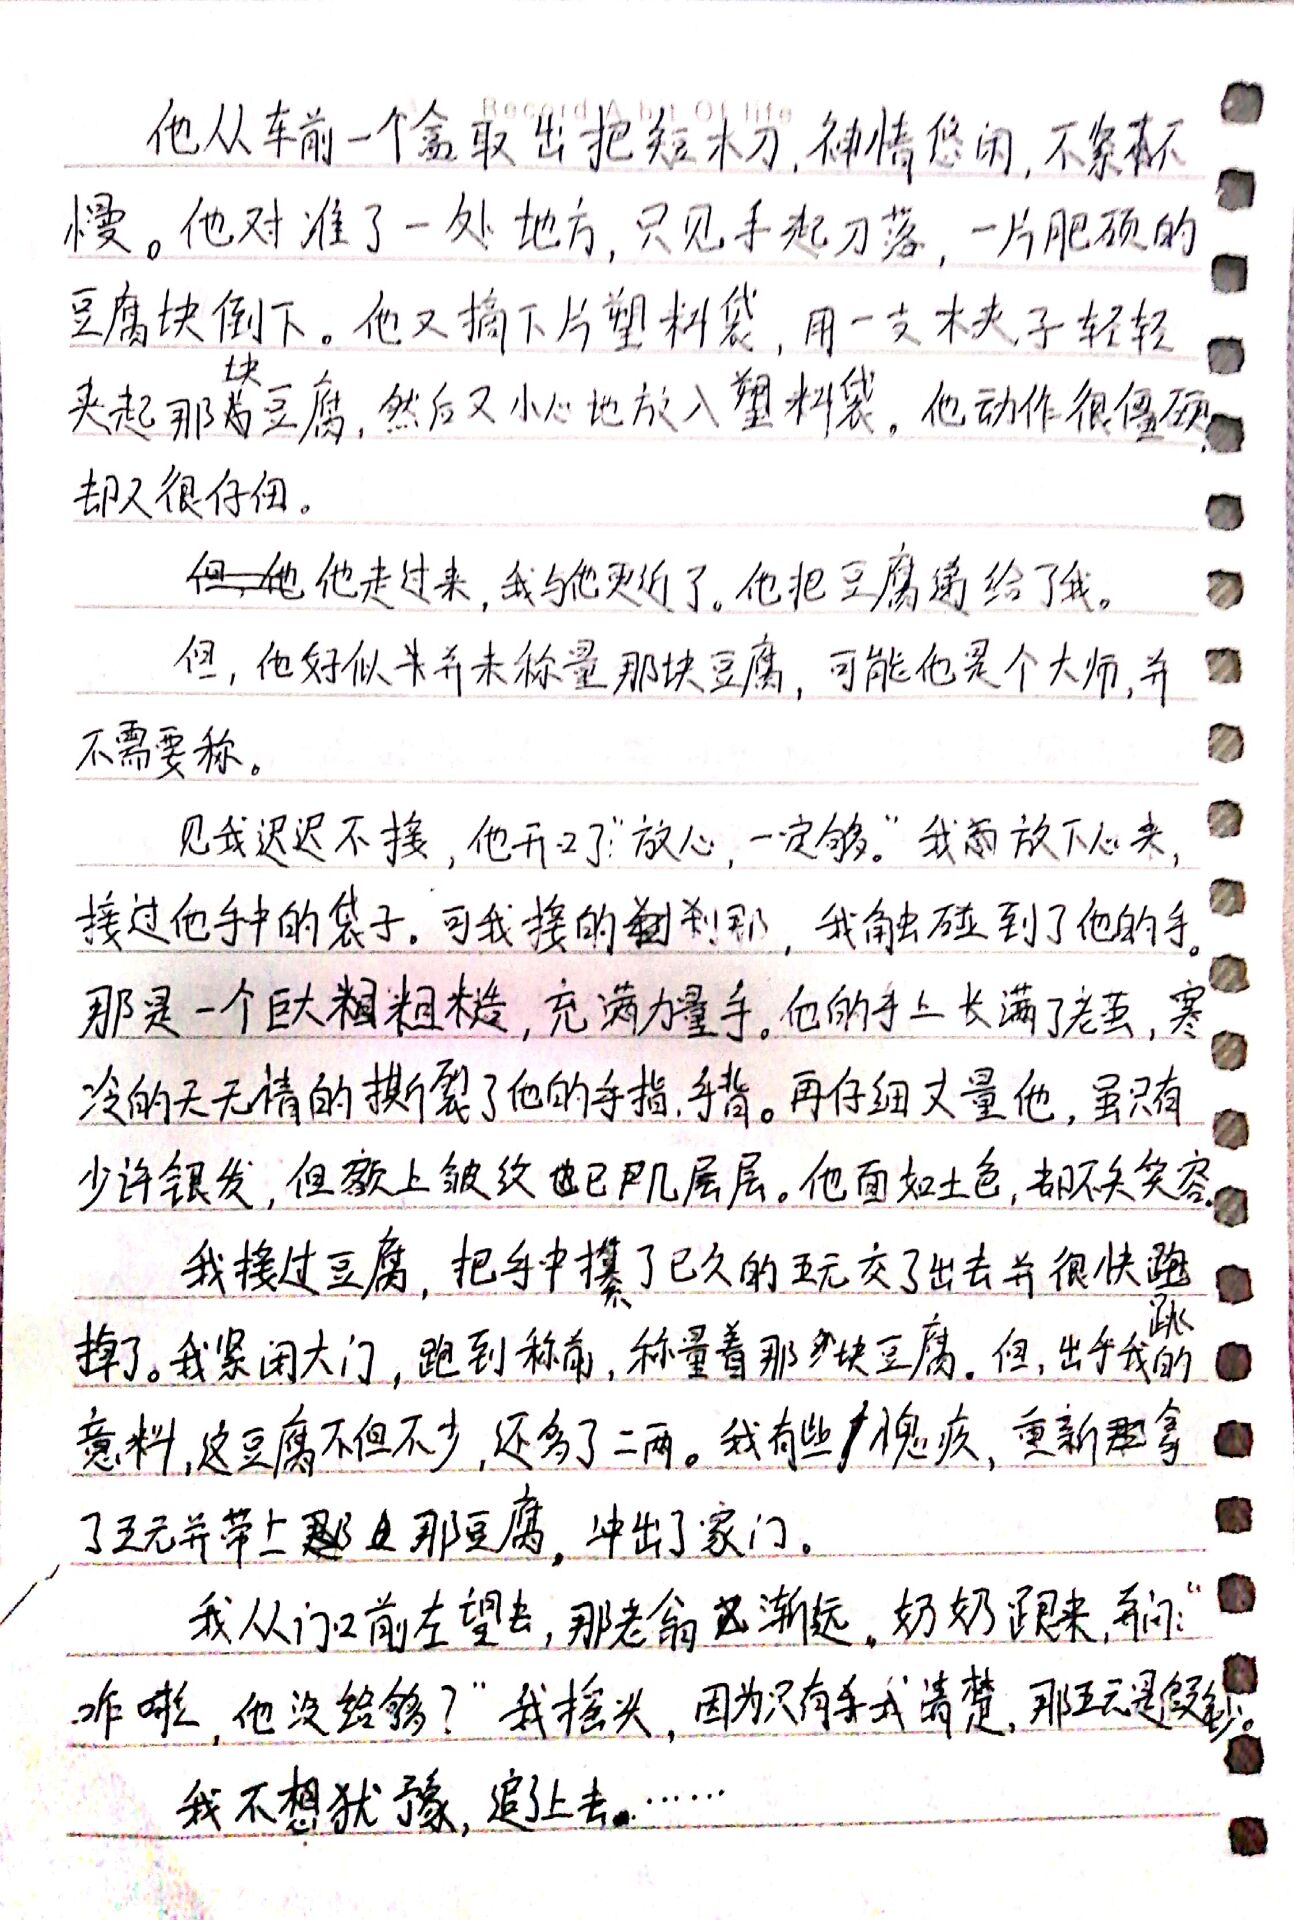 Record A bit Of life
他从车前一个盒取出把短木刀,神情悠闲,不紧不
慢。他对准了一处地方,只见手起刀落,一片肥硕的
豆腐块倒下。他又摘下片塑料袋,用一支木夹子轻轻
夹起那块豆腐,然后又小心地放入塑料袋。他动作很僵硬,
却又很仔细。
他走过来,我与他更近了。他把豆腐递给了我。
但,他好似并未称量那块豆腐,可能他是个大师,并
不需要称。
见我迟迟不接,他开口了:“放心,一定够。”我而放下心来,
接过他手中的袋子。可我接的刹那,我触碰到了他的手。
那是一个巨大粗糙,充满力量手。他的手上长满了老茧,寒
冷的天无情的撕裂了他的手指、手背。再仔细丈量他,虽只有
少许银发,但额上皱纹也已几层层。他面如土色,却不失笑容。
我接过豆腐,把手中攥了已久的五元交了出去并很快跑
掉了。我紧闭大门,跑到称前,称量着那块豆腐。但,出乎我的
意料,这豆腐不但不少,还多了二两。我有些愧疚,重新拿
了五元并带上那豆腐,冲出了家门。
我从门口前左望去,那老翁已渐远。奶奶跟来,并问:“
咋啦,他没给够?”我摇头,因为只有我清楚,那五元是假钞。
我不想犹豫,追了上去。……